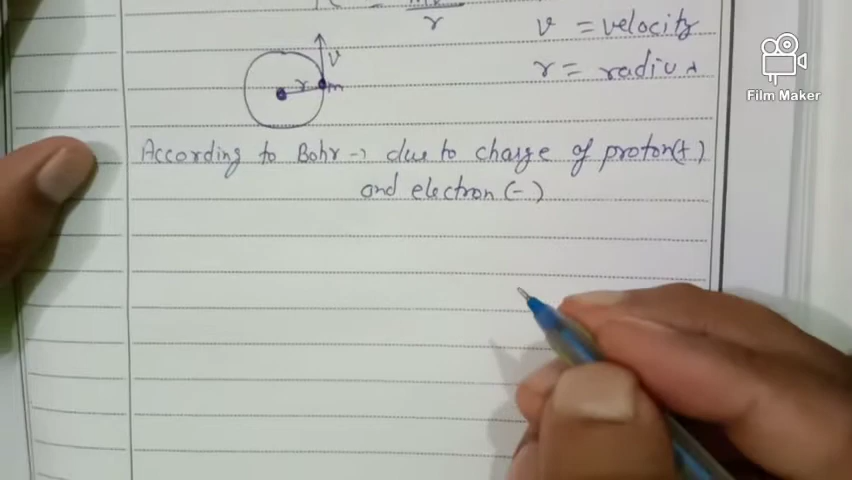 r
v = velocity
v
r = radius
r m
Film Maker
According to Bohr → due to charge of proton(+)
and electron (-)